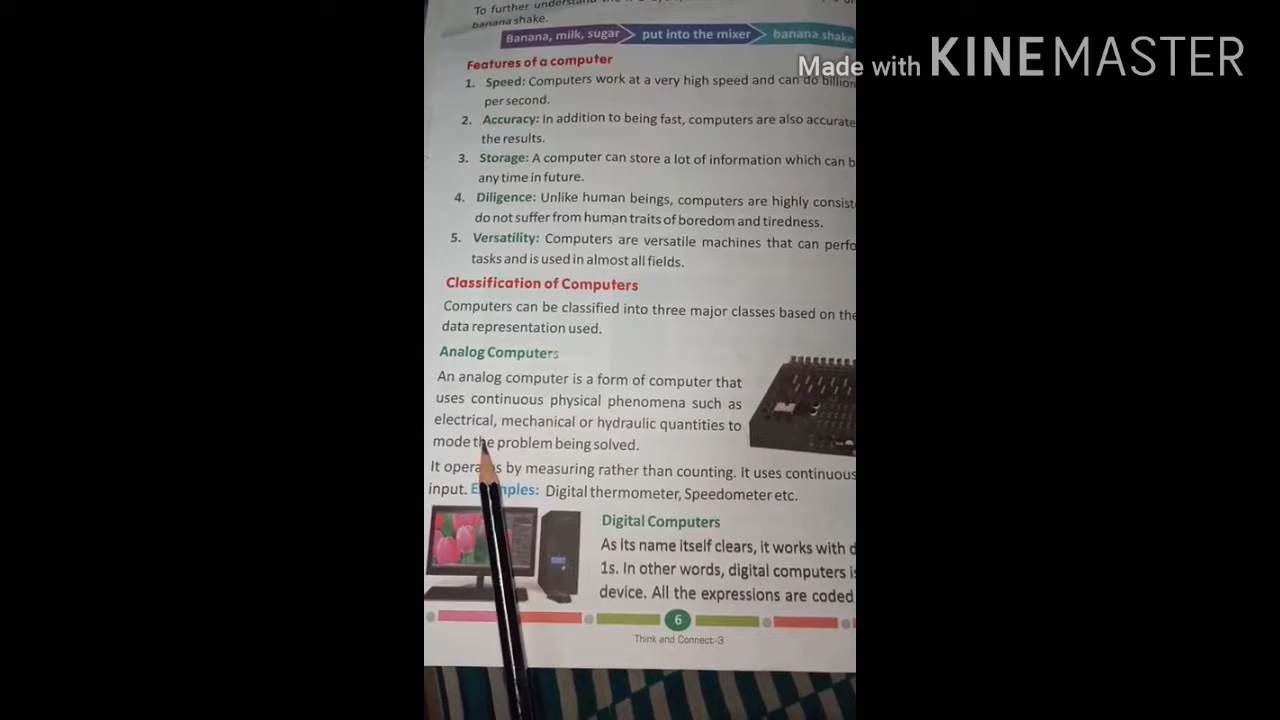 To further understand the
banana shake.
Banana, milk, sugar put into the mixer banana shake
Made with KINEMASTER
Features of a computer
1. Speed: Computers work at a very high speed and can do billion
per second.
2. Accuracy: In addition to being fast, computers are also accurate
the results.
3. Storage: A computer can store a lot of information which can b
any time in future.
4. Diligence: Unlike human beings, computers are highly consist
do not suffer from human traits of boredom and tiredness.
5. Versatility: Computers are versatile machines that can perfo
tasks and is used in almost all fields.
Classification of Computers
Computers can be classified into three major classes based on the
data representation used.
Analog Computers
An analog computer is a form of computer that
uses continuous physical phenomena such as
electrical, mechanical or hydraulic quantities to
mode the problem being solved.
It by measuring rather than counting. It uses continuous
input. Digital thermometer, Speedometer etc.
Digital Computers
As its name itself clears, it works with d
1s. In other words, digital computers is
device. All the expressions are coded
6
Think and Connect-3